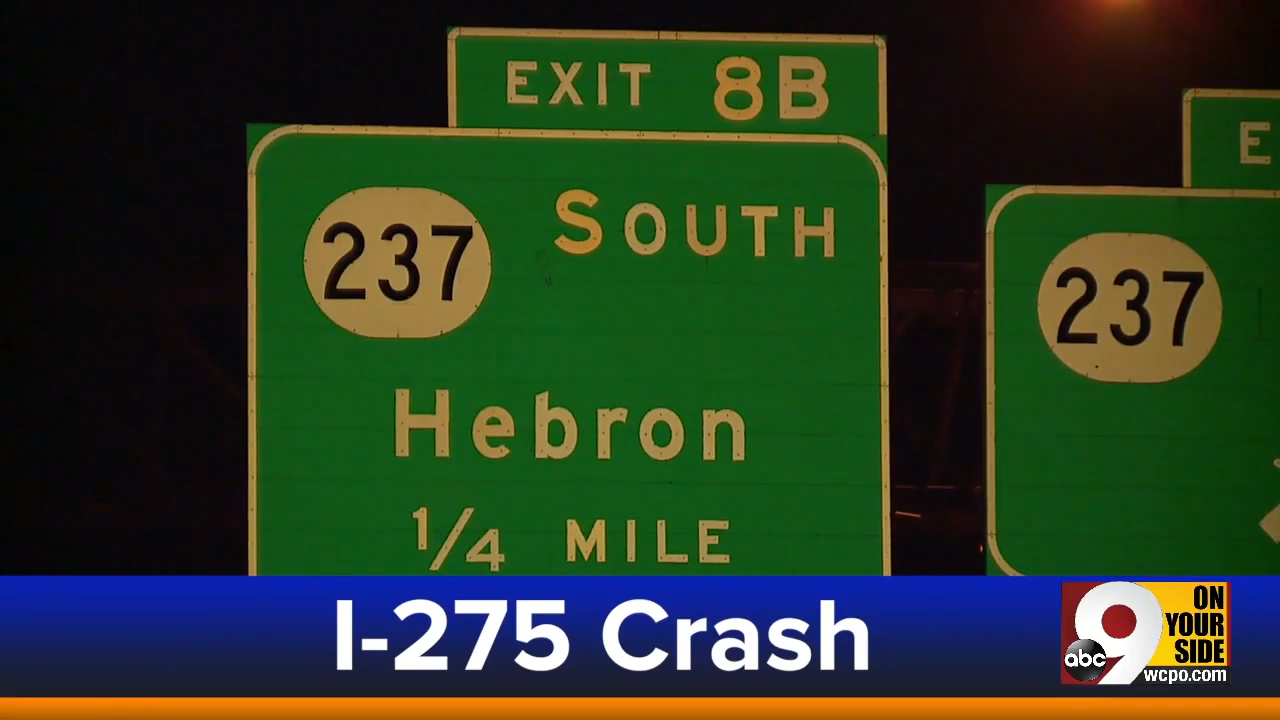 EXIT 8B
237 SOUTH
Hebron
1/4 MILE
E
237
I-275 Crash
abc 9 ON YOUR SIDE
wcpo.com